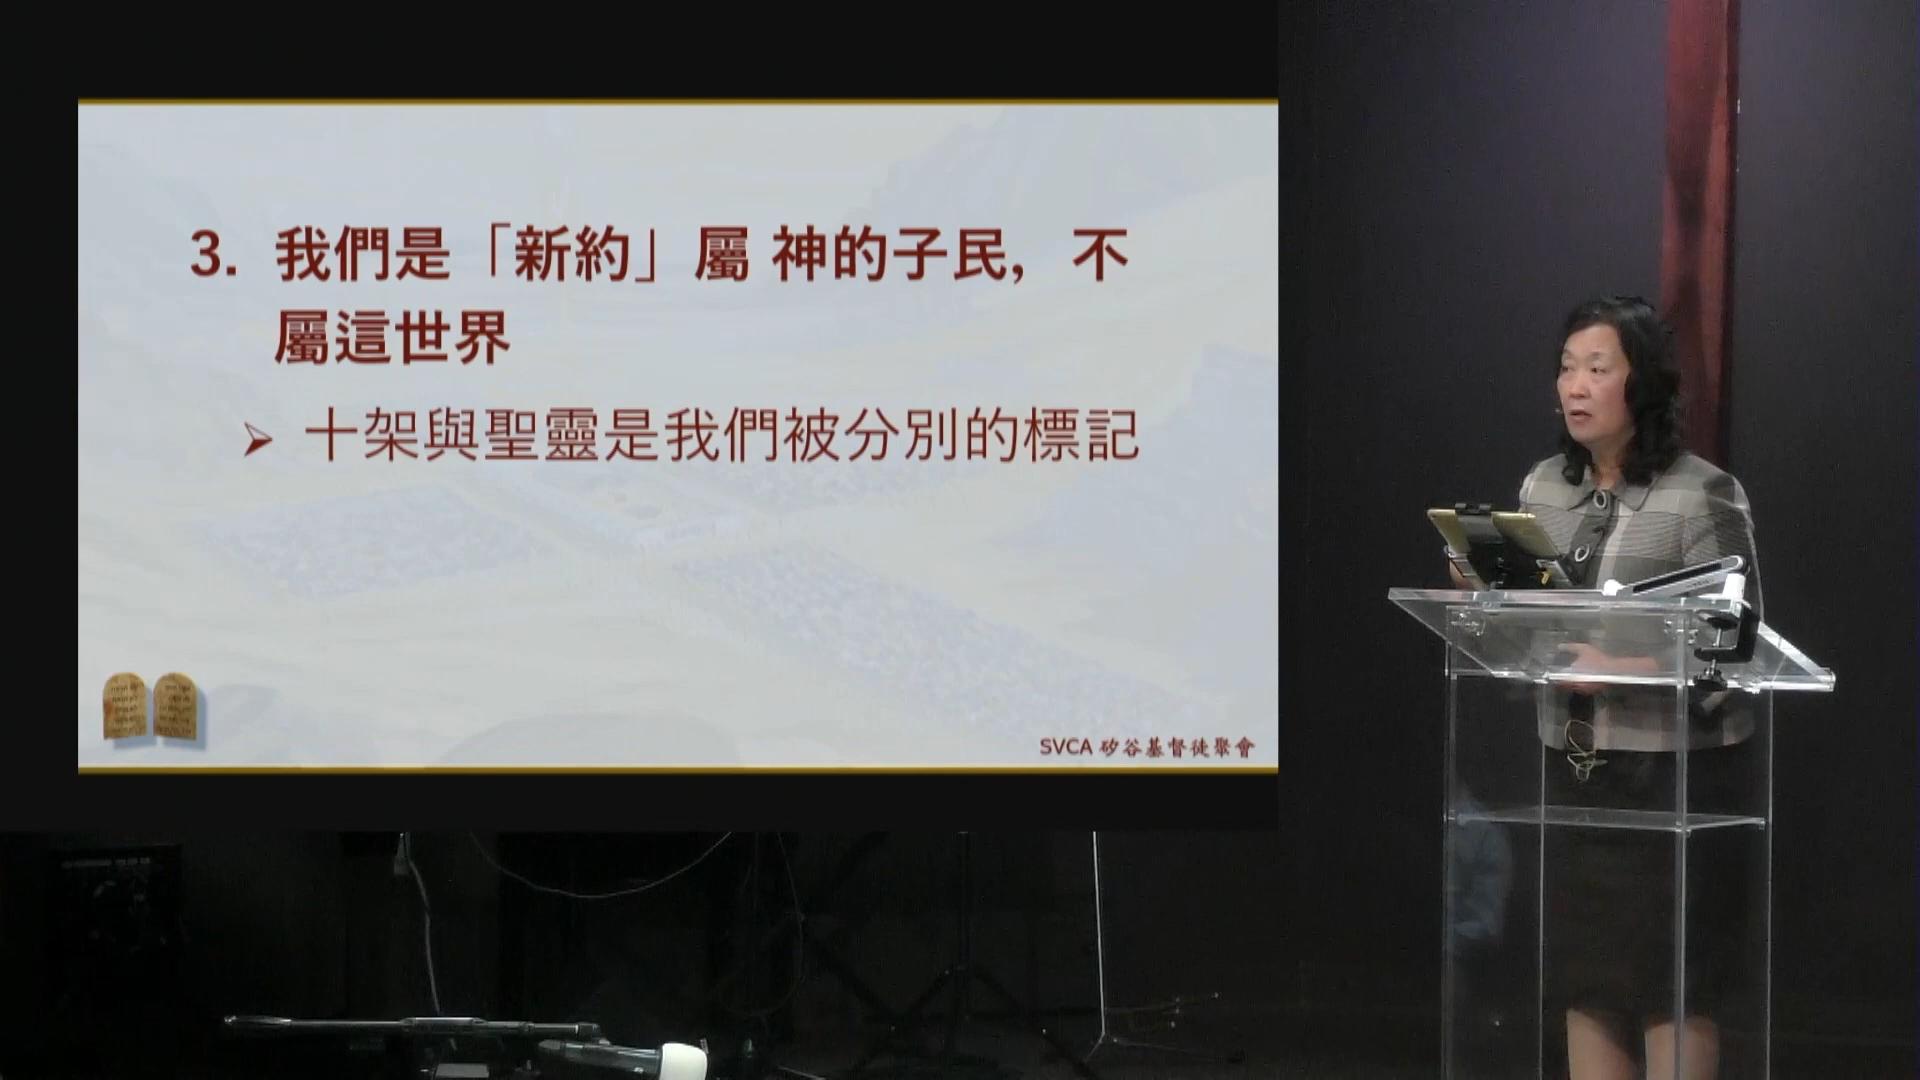 3. 我們是「新約」屬 神的子民，不
屬這世界
➢ 十架與聖靈是我們被分別的標記
SVCA 矽谷基督徒聚會